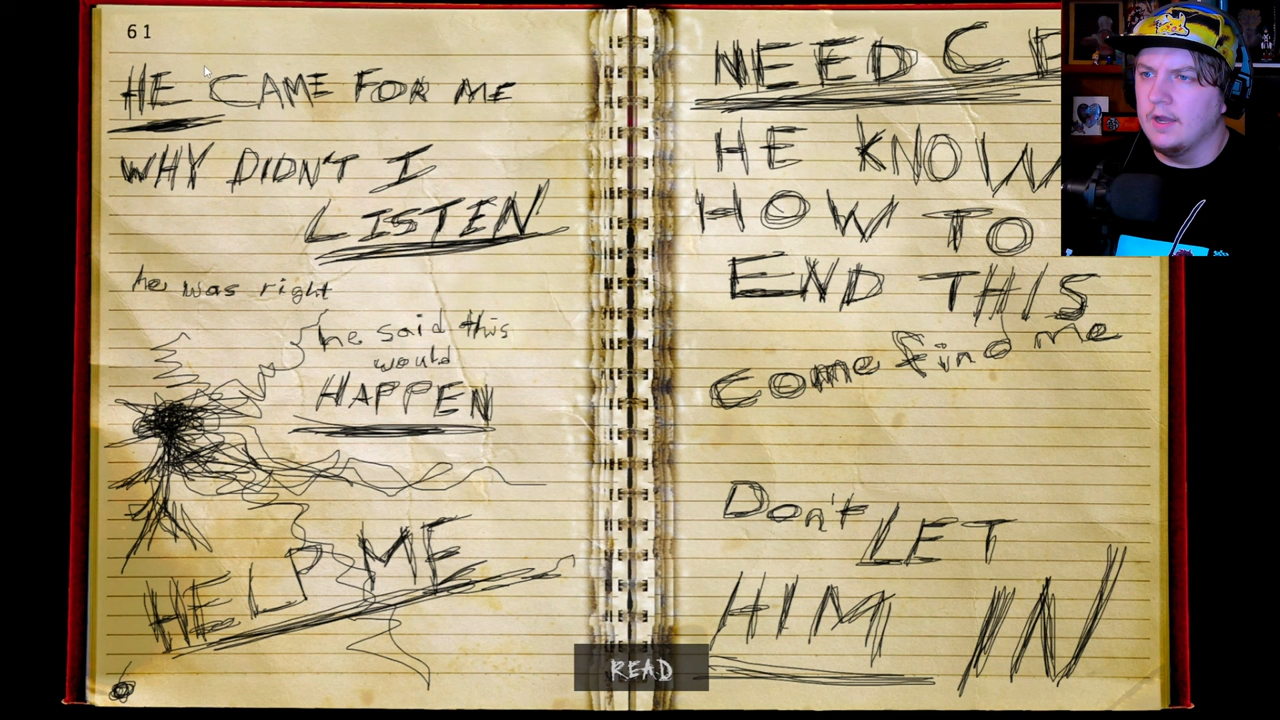 61
HE CAME FOR ME
WHY DIDN'T I
LISTEN
he was right
he said this
would
HAPPEN
HELP ME
NEED
HE KNOW
HOW TO
END THIS
come find me
Don't LET
HIM IN
READ